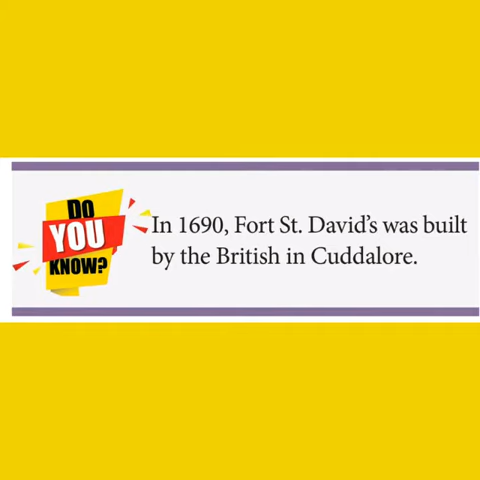 DO
YOU
KNOW?
In 1690, Fort St. David's was built
by the British in Cuddalore.